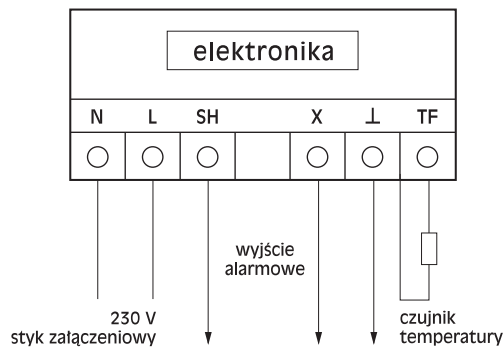 elektronika
N L SH X ⊥ TF
wyjście
alarmowe
230 V
styk załączeniowy
czujnik
temperatury